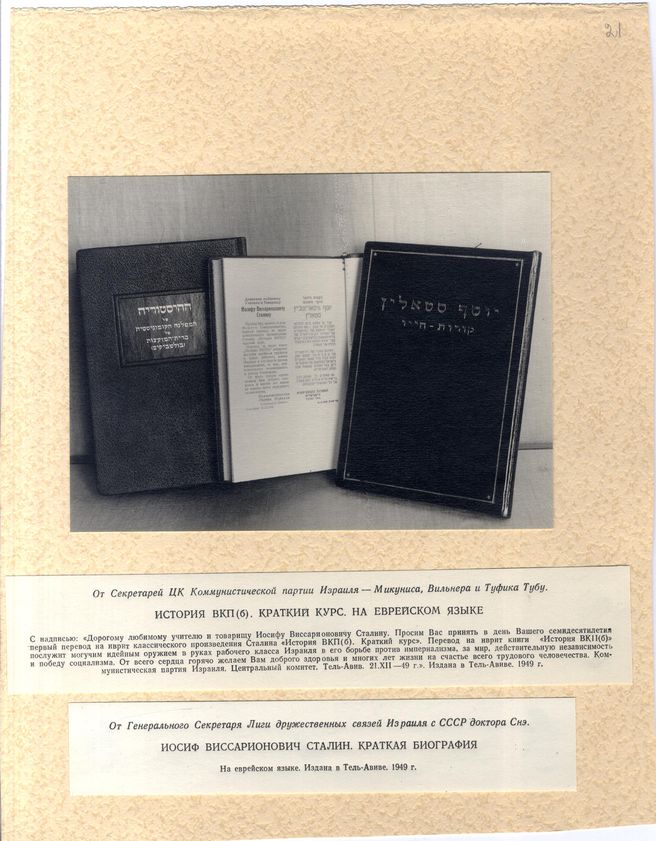 21
ההיסטוריה
של
המפלגה הקומוניסטית
של
ברית-המועצות
(בולשביקים)
Иосифу Виссарионовичу
Сталину
יוסף סטאלין
קורות-חייו
От Секретарей ЦК Коммунистической партии Израиля — Микуниса, Вильнера и Туфика Тубу.
ИСТОРИЯ ВКП(б). КРАТКИЙ КУРС. НА ЕВРЕЙСКОМ ЯЗЫКЕ
С надписью: «Дорогому любимому учителю и товарищу Иосифу Виссарионовичу Сталину. Просим Вас принять в день Вашего семидесятилетия
первый перевод на иврит классического произведения Сталина «История ВКП(б). Краткий курс». Перевод на иврит книги «История ВКП(б)»
послужит могучим идейным оружием в руках рабочего класса Израиля в его борьбе против империализма, за мир, действительную независимость
и победу социализма. От всего сердца горячо желаем Вам доброго здоровья и многих лет жизни на счастье всего трудового человечества. Ком-
мунистическая партия Израиля. Центральный комитет. Тель-Авив. 21.XII—49 г.». Издана в Тель-Авиве. 1949 г.
От Генерального Секретаря Лиги дружественных связей Израиля с СССР доктора Снэ.
ИОСИФ ВИССАРИОНОВИЧ СТАЛИН. КРАТКАЯ БИОГРАФИЯ
На еврейском языке. Издана в Тель-Авиве. 1949 г.